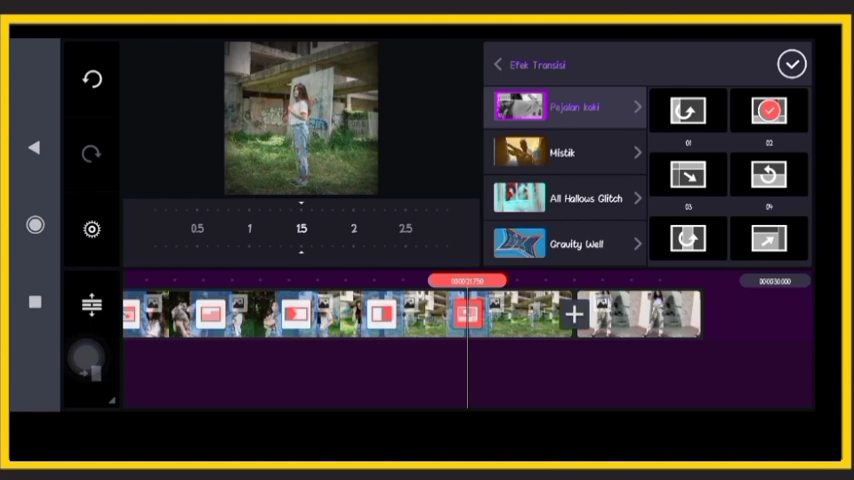 Efek Transisi
Pejalan kaki
Mistik
All Hallows Glitch
Gravity Well
01
02
03
04
0.5
1
1.5
2
2.5
00:00:21.750
00:00:30.000